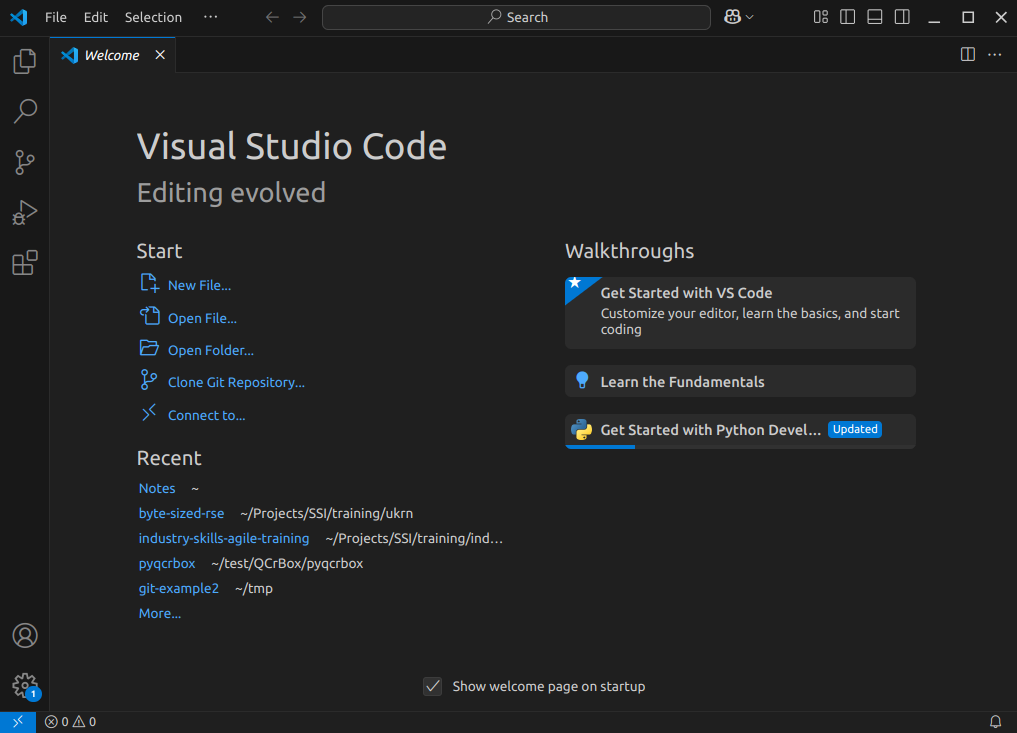 File Edit Selection ··· Search
Welcome
Visual Studio Code
Editing evolved
Start
New File...
Open File...
Open Folder...
Clone Git Repository...
Connect to...
Recent
Notes ~
byte-sized-rse ~/Projects/SSI/training/ukrn
industry-skills-agile-training ~/Projects/SSI/training/ind...
pyqcrbox ~/test/QCrBox/pyqcrbox
git-example2 ~/tmp
More...
Walkthroughs
Get Started with VS Code
Customize your editor, learn the basics, and start
coding
Learn the Fundamentals
Get Started with Python Devel... Updated
Show welcome page on startup
1
0 0